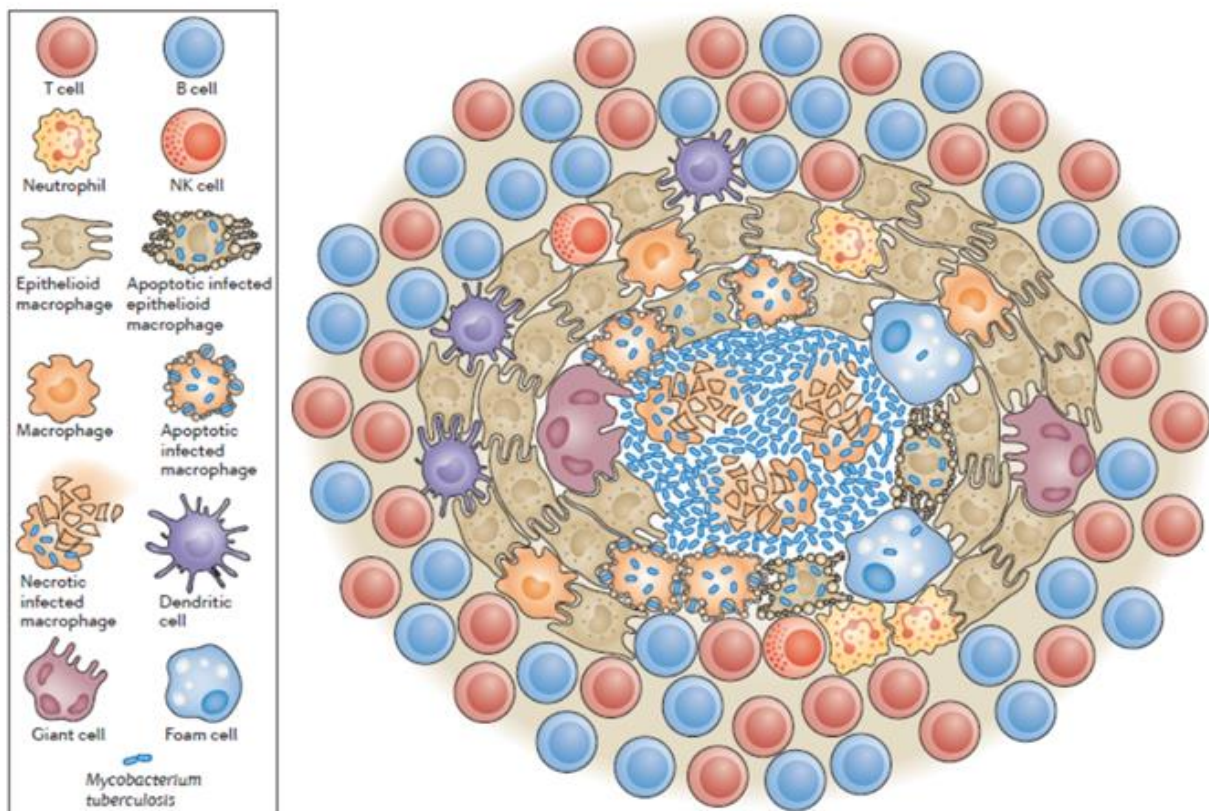 T cell
B cell
Neutrophil
NK cell
Epithelioid
macrophage
Apoptotic infected
epithelioid
macrophage
Macrophage
Apoptotic
infected
macrophage
Necrotic
infected
macrophage
Dendritic
cell
Giant cell
Foam cell
Mycobacterium
tuberculosis